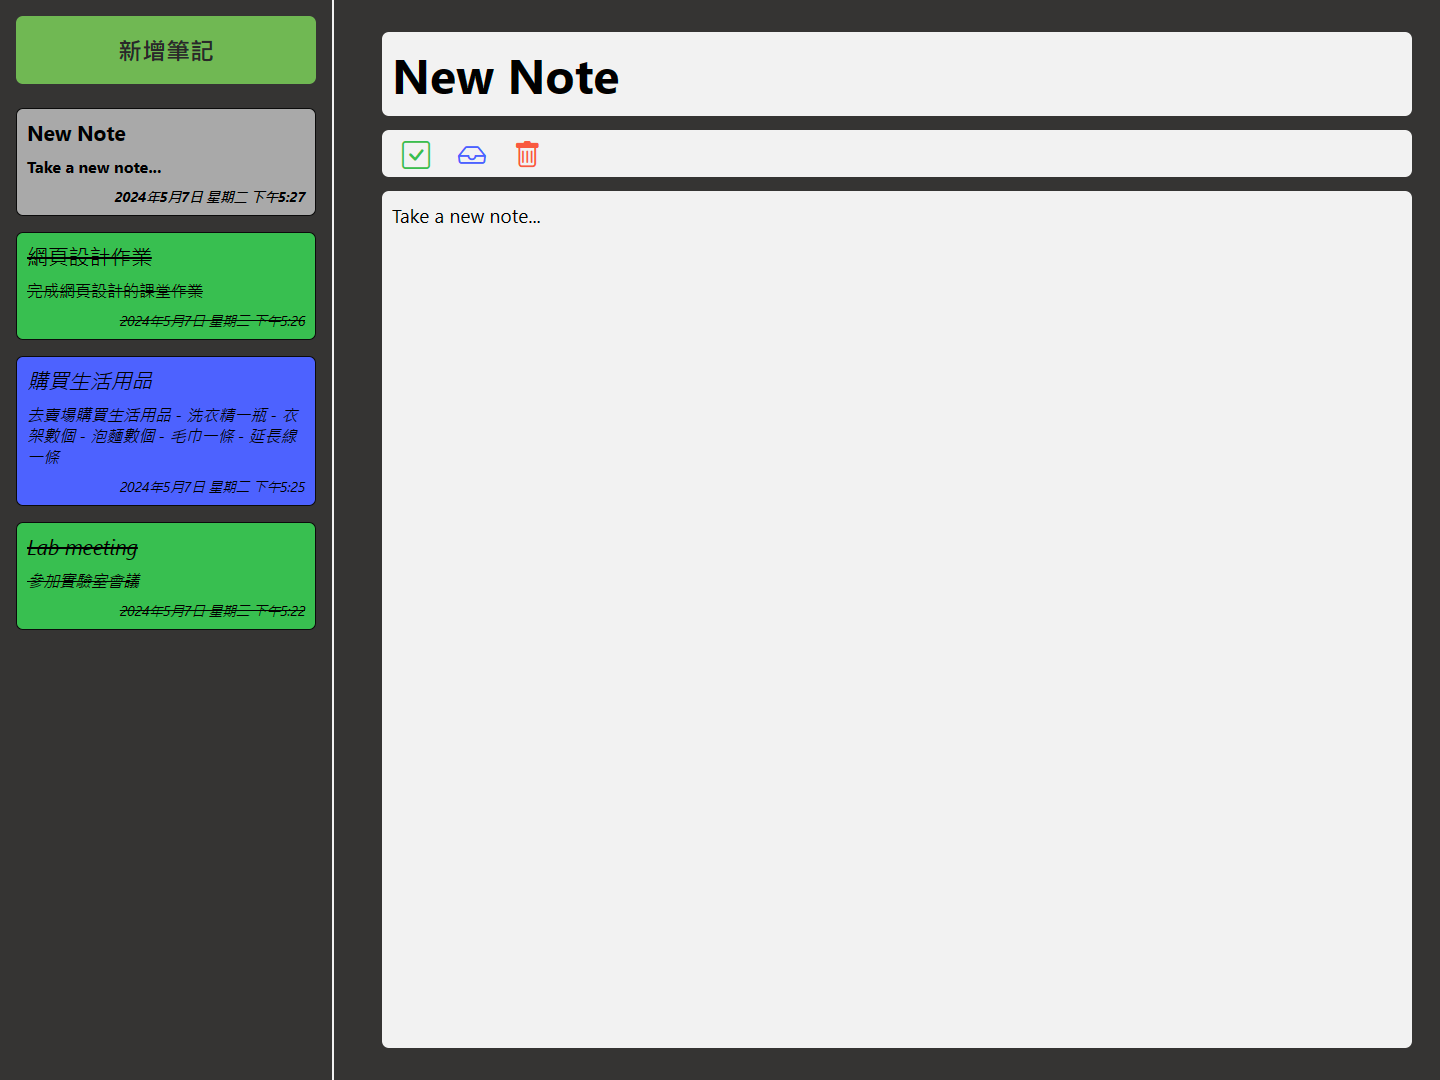 新增筆記
New Note
Take a new note...
2024年5月7日 星期二 下午5:27
網頁設計作業
完成網頁設計的課堂作業
2024年5月7日 星期二 下午5:26
購買生活用品
去賣場購買生活用品 - 洗衣精一瓶 - 衣
架數個 - 泡麵數個 - 毛巾一條 - 延長線
一條
2024年5月7日 星期二 下午5:25
Lab meeting
參加實驗室會議
2024年5月7日 星期二 下午5:22
New Note
Take a new note...